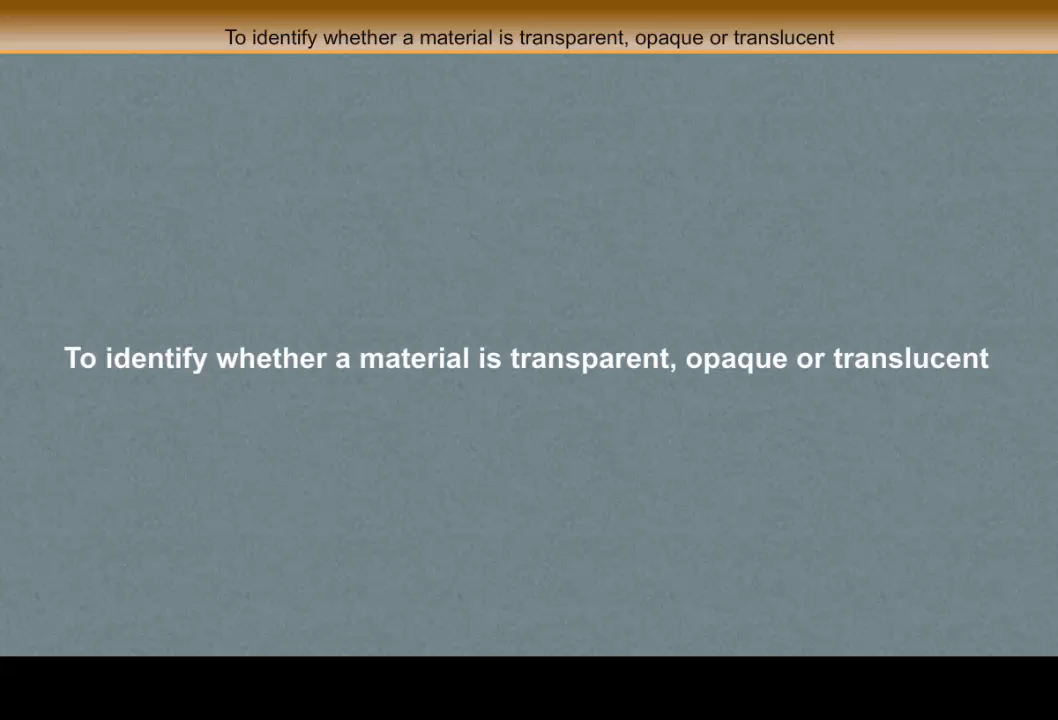 To identify whether a material is transparent, opaque or translucent
To identify whether a material is transparent, opaque or translucent